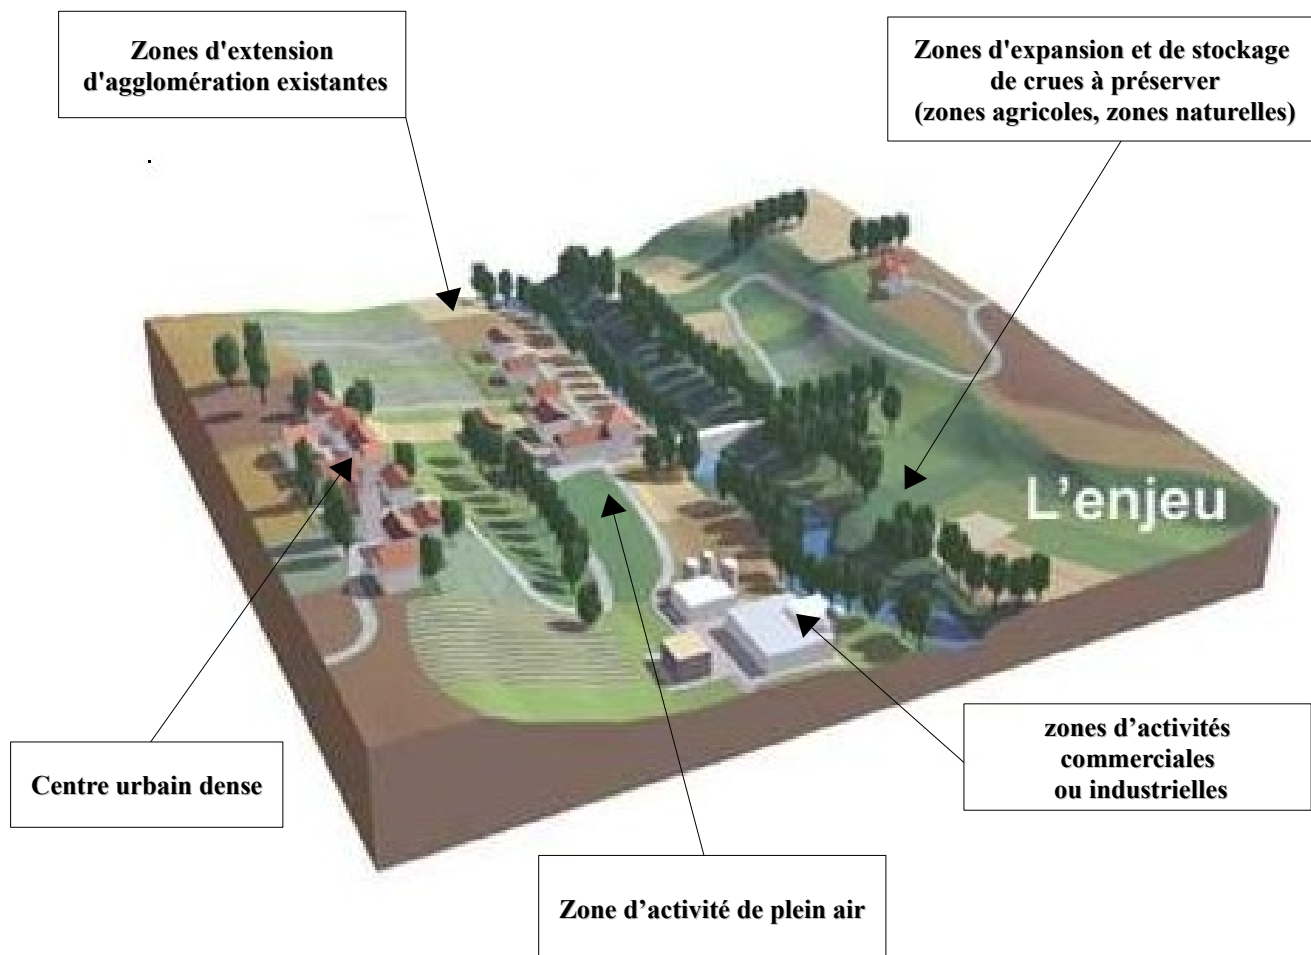 Zones d'extension
d'agglomération existantes
Zones d'expansion et de stockage
de crues à préserver
(zones agricoles, zones naturelles)
L'enjeu
zones d’activités
commerciales
ou industrielles
Centre urbain dense
Zone d’activité de plein air